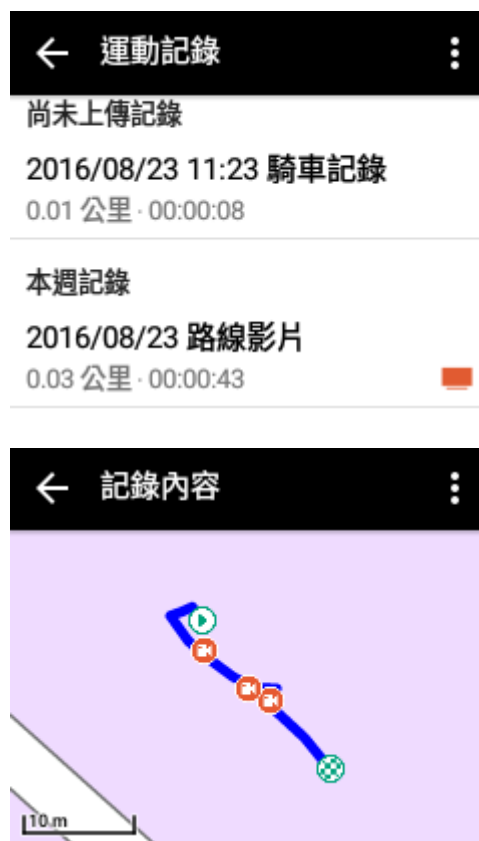 運動記錄
尚未上傳記錄
2016/08/23 11:23 騎車記錄
0.01 公里 · 00:00:08
本週記錄
2016/08/23 路線影片
0.03 公里 · 00:00:43
記錄內容
10 m